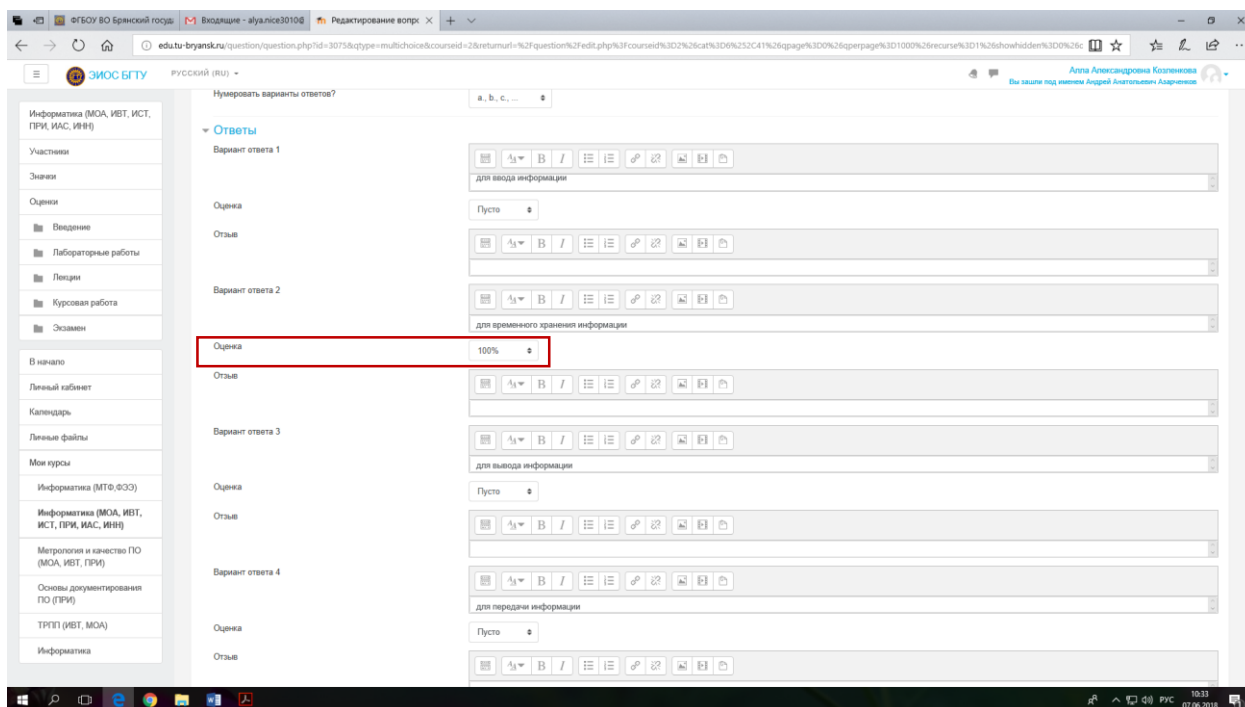 ФГБОУ ВО Брянский госуд
Входящие - alya.nice3010@
Редактирование вопрс
edu.tu-bryansk.ru/question/question.php?id=3075&qtype=multichoice&courseid=2&returnurl=%2Fquestion%2Fedit.php%3Fcourseid%3D2%26cat%3D6%252C41%26qpage%3D0%26qperpage%3D1000%26recurse%3D1%26showhidden%3D0%26c
ЭИОС БГТУ
РУССКИЙ (RU)
Алла Александровна Козленкова
Вы зашли под именем Андрей Анатольевич Азарченков
Информатика (МОА, ИВТ, ИСТ,
ПРИ, ИАС, ИНН)
Участники
Значки
Оценки
Введение
Лабораторные работы
Лекции
Курсовая работа
Экзамен
В начало
Личный кабинет
Календарь
Личные файлы
Мои курсы
Информатика (МТФ,ФЭЭ)
Информатика (МОА, ИВТ,
ИСТ, ПРИ, ИАС, ИНН)
Метрология и качество ПО
(МОА, ИВТ, ПРИ)
Основы документирования
ПО (ПРИ)
ТРПП (ИВТ, МОА)
Информатика
Нумеровать варианты ответов?
a., b., c., ...
Ответы
Вариант ответа 1
для ввода информации
Оценка
Пусто
Отзыв
Вариант ответа 2
для временного хранения информации
Оценка
100%
Отзыв
Вариант ответа 3
для вывода информации
Оценка
Пусто
Отзыв
Вариант ответа 4
для передачи информации
Оценка
Пусто
Отзыв
РУС
10:33
07.06.2018